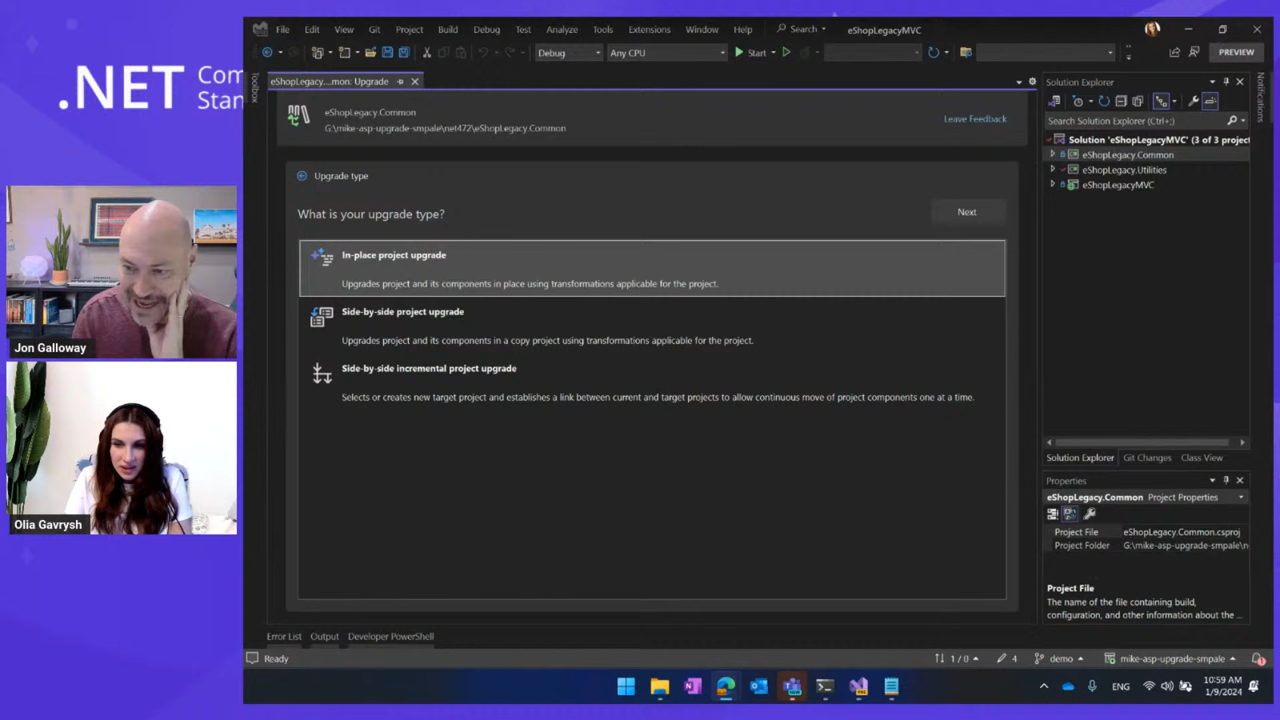 .NET
Com
Stan
Jon Galloway
Olia Gavrysh
File Edit View Git Project Build Debug Test Analyze Tools Extensions Window Help Search eShopLegacyMVC
Debug Any CPU Start PREVIEW
Toolbox
eShopLegacy....mon: Upgrade
eShopLegacy.Common
G:\mike-asp-upgrade-smpale\net472\eShopLegacy.Common
Leave Feedback
Upgrade type
What is your upgrade type?
Next
In-place project upgrade
Upgrades project and its components in place using transformations applicable for the project.
Side-by-side project upgrade
Upgrades project and its components in a copy project using transformations applicable for the project.
Side-by-side incremental project upgrade
Selects or creates new target project and establishes a link between current and target projects to allow continuous move of project components one at a time.
Solution Explorer
Search Solution Explorer (Ctrl+;)
Solution 'eShopLegacyMVC' (3 of 3 project
eShopLegacy.Common
eShopLegacy.Utilities
eShopLegacyMVC
Solution Explorer Git Changes Class View
Properties
eShopLegacy.Common Project Properties
Project File eShopLegacy.Common.csproj
Project Folder G:\mike-asp-upgrade-smpale\n
Project File
The name of the file containing build,
configuration, and other information about the ...
Notifications
Error List Output Developer PowerShell
Ready
1 / 0 4 demo mike-asp-upgrade-smpale 1
ENG
10:59 AM
1/9/2024